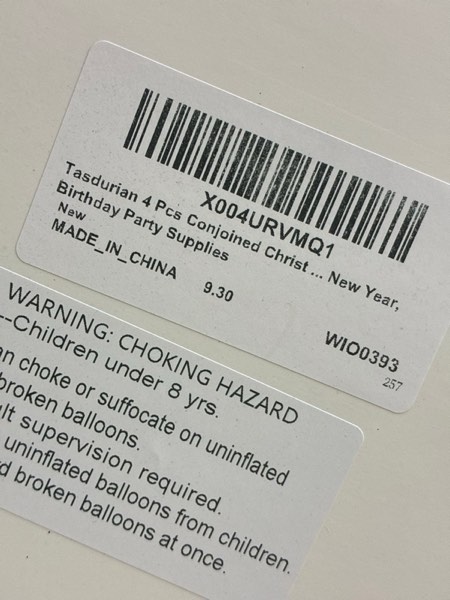 X004URVMQ1
Tasdurian 4 Pcs Conjoined Christ ... New Year,
Birthday Party Supplies
New
MADE_IN_CHINA 9.30
WIO0393
257
WARNING: CHOKING HAZARD
--Children under 8 yrs.
choke or suffocate on uninflated
broken balloons.
supervision required.
uninflated balloons from children.
broken balloons at once.